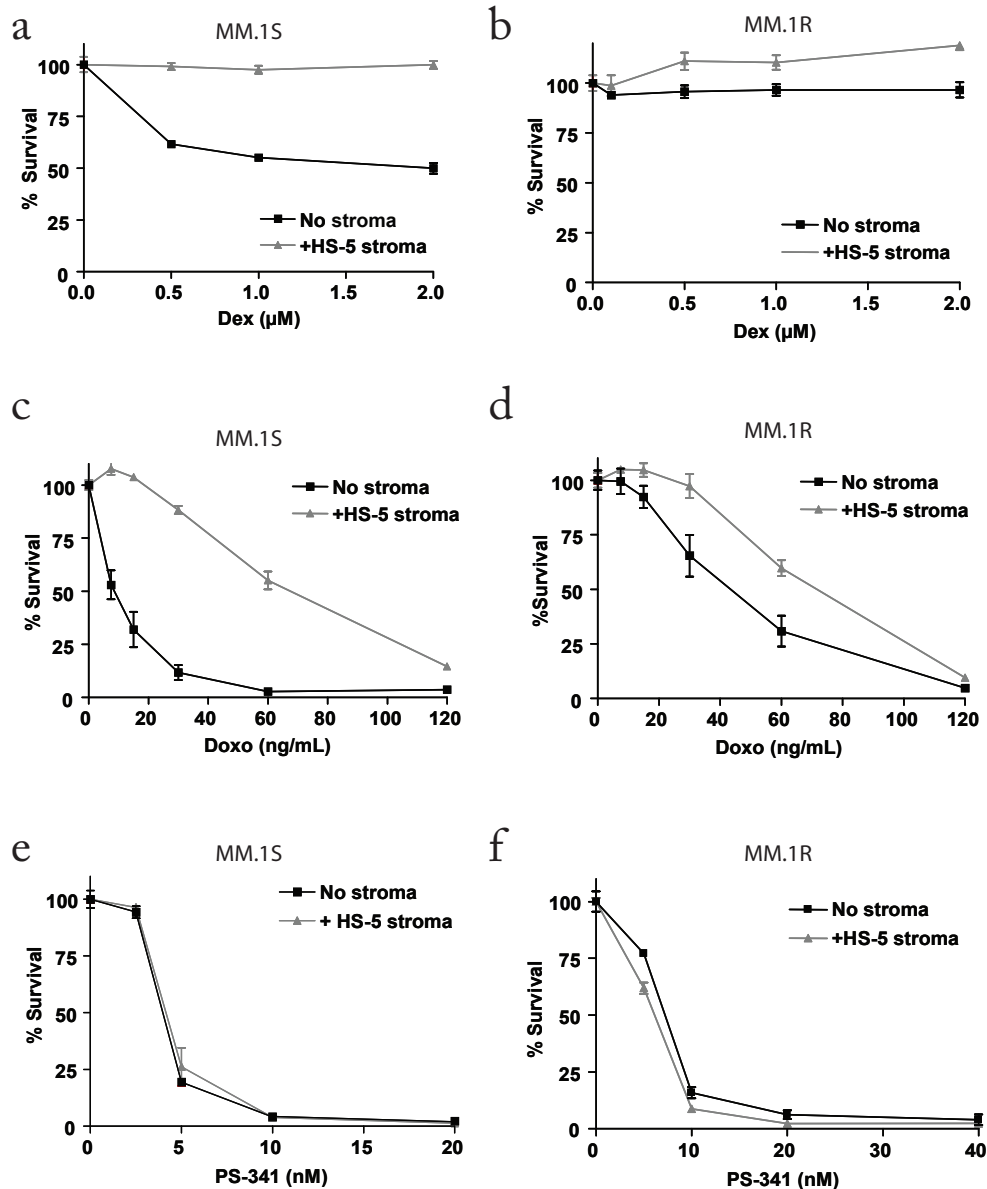 a
MM.1S
100
75
50
25
0
% Survival
No stroma
+HS-5 stroma
0.0 0.5 1.0 1.5 2.0
Dex (µM)
b
MM.1R
100
75
50
25
0
% Survival
No stroma
+HS-5 stroma
0.0 0.5 1.0 1.5 2.0
Dex (µM)
c
MM.1S
100
75
50
25
0
% Survival
No stroma
+HS-5 stroma
0 20 40 60 80 100 120
Doxo (ng/mL)
d
MM.1R
100
75
50
25
0
%Survival
No stroma
+HS-5 stroma
0 20 40 60 80 100 120
Doxo (ng/mL)
e
MM.1S
100
75
50
25
0
% Survival
No stroma
+ HS-5 stroma
0 5 10 15 20
PS-341 (nM)
f
MM.1R
100
75
50
25
0
% Survival
No stroma
+HS-5 stroma
0 10 20 30 40
PS-341 (nM)